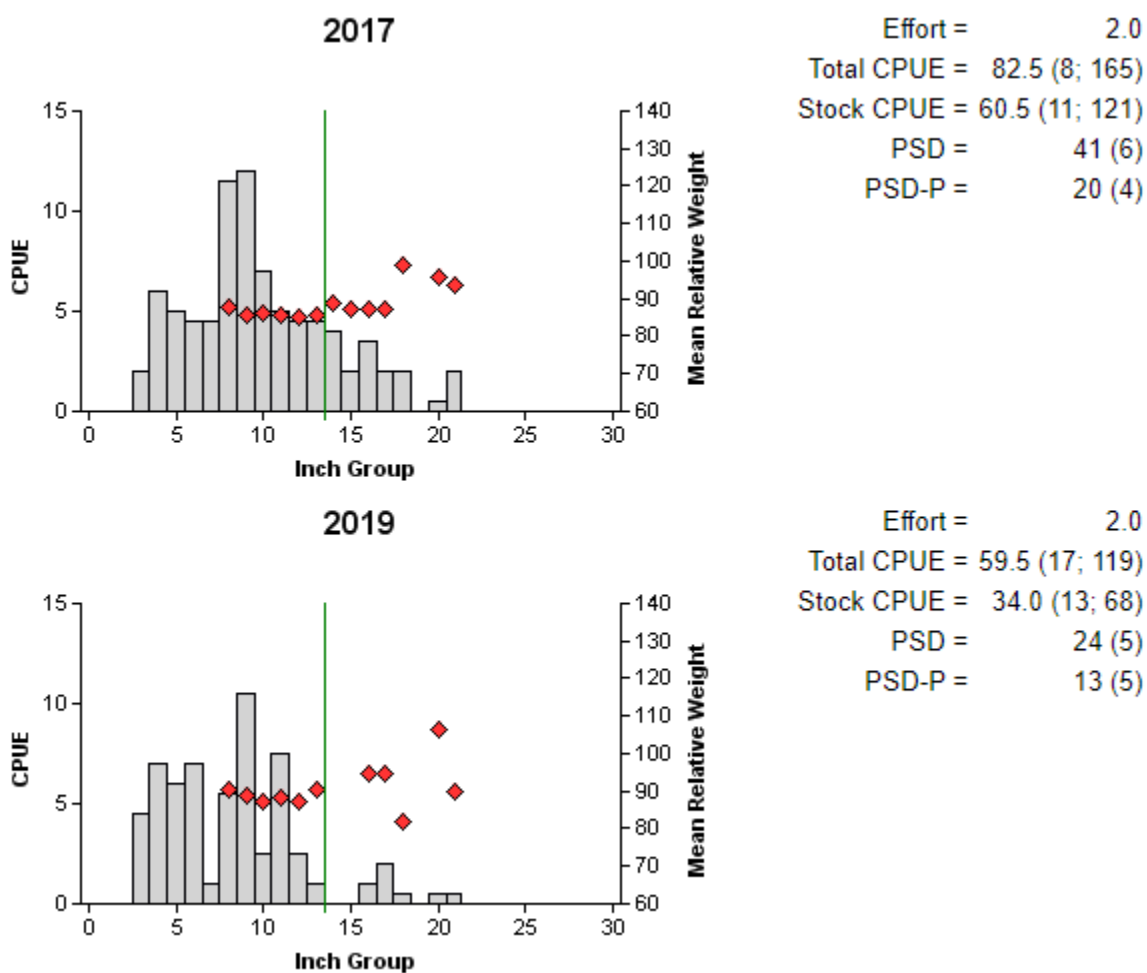 2017
Effort = 2.0
Total CPUE = 82.5 (8; 165)
Stock CPUE = 60.5 (11; 121)
PSD = 41 (6)
PSD-P = 20 (4)
15
10
5
0
CPUE
140
130
120
110
100
90
80
70
60
Mean Relative Weight
0 5 10 15 20 25 30
Inch Group
2019
Effort = 2.0
Total CPUE = 59.5 (17; 119)
Stock CPUE = 34.0 (13; 68)
PSD = 24 (5)
PSD-P = 13 (5)
15
10
5
0
CPUE
140
130
120
110
100
90
80
70
60
Mean Relative Weight
0 5 10 15 20 25 30
Inch Group